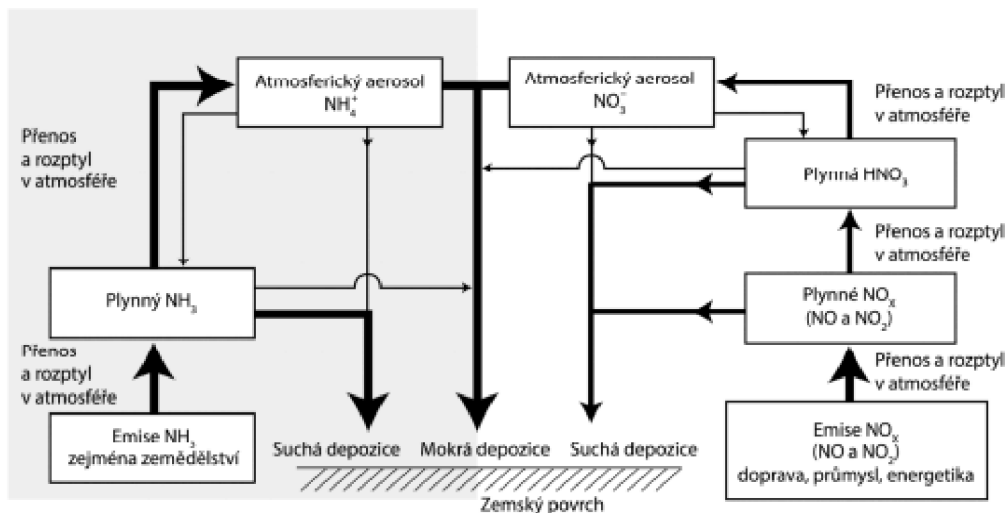 Atmosferický aerosol
NH₄⁺
Atmosferický aerosol
NO₃⁻
Přenos a rozptyl
v atmosféře
Přenos
a rozptyl
v atmosféře
Plynná HNO₃
Přenos a rozptyl
v atmosféře
Plynný NH₃
Plynné NOₓ
(NO a NO₂)
Přenos
a rozptyl
v atmosféře
Přenos a rozptyl
v atmosféře
Emise NH₃
zejména zemědělství
Suchá depozice
Mokrá depozice
Suchá depozice
Emise NOₓ
(NO a NO₂)
doprava, průmysl, energetika
Zemský povrch